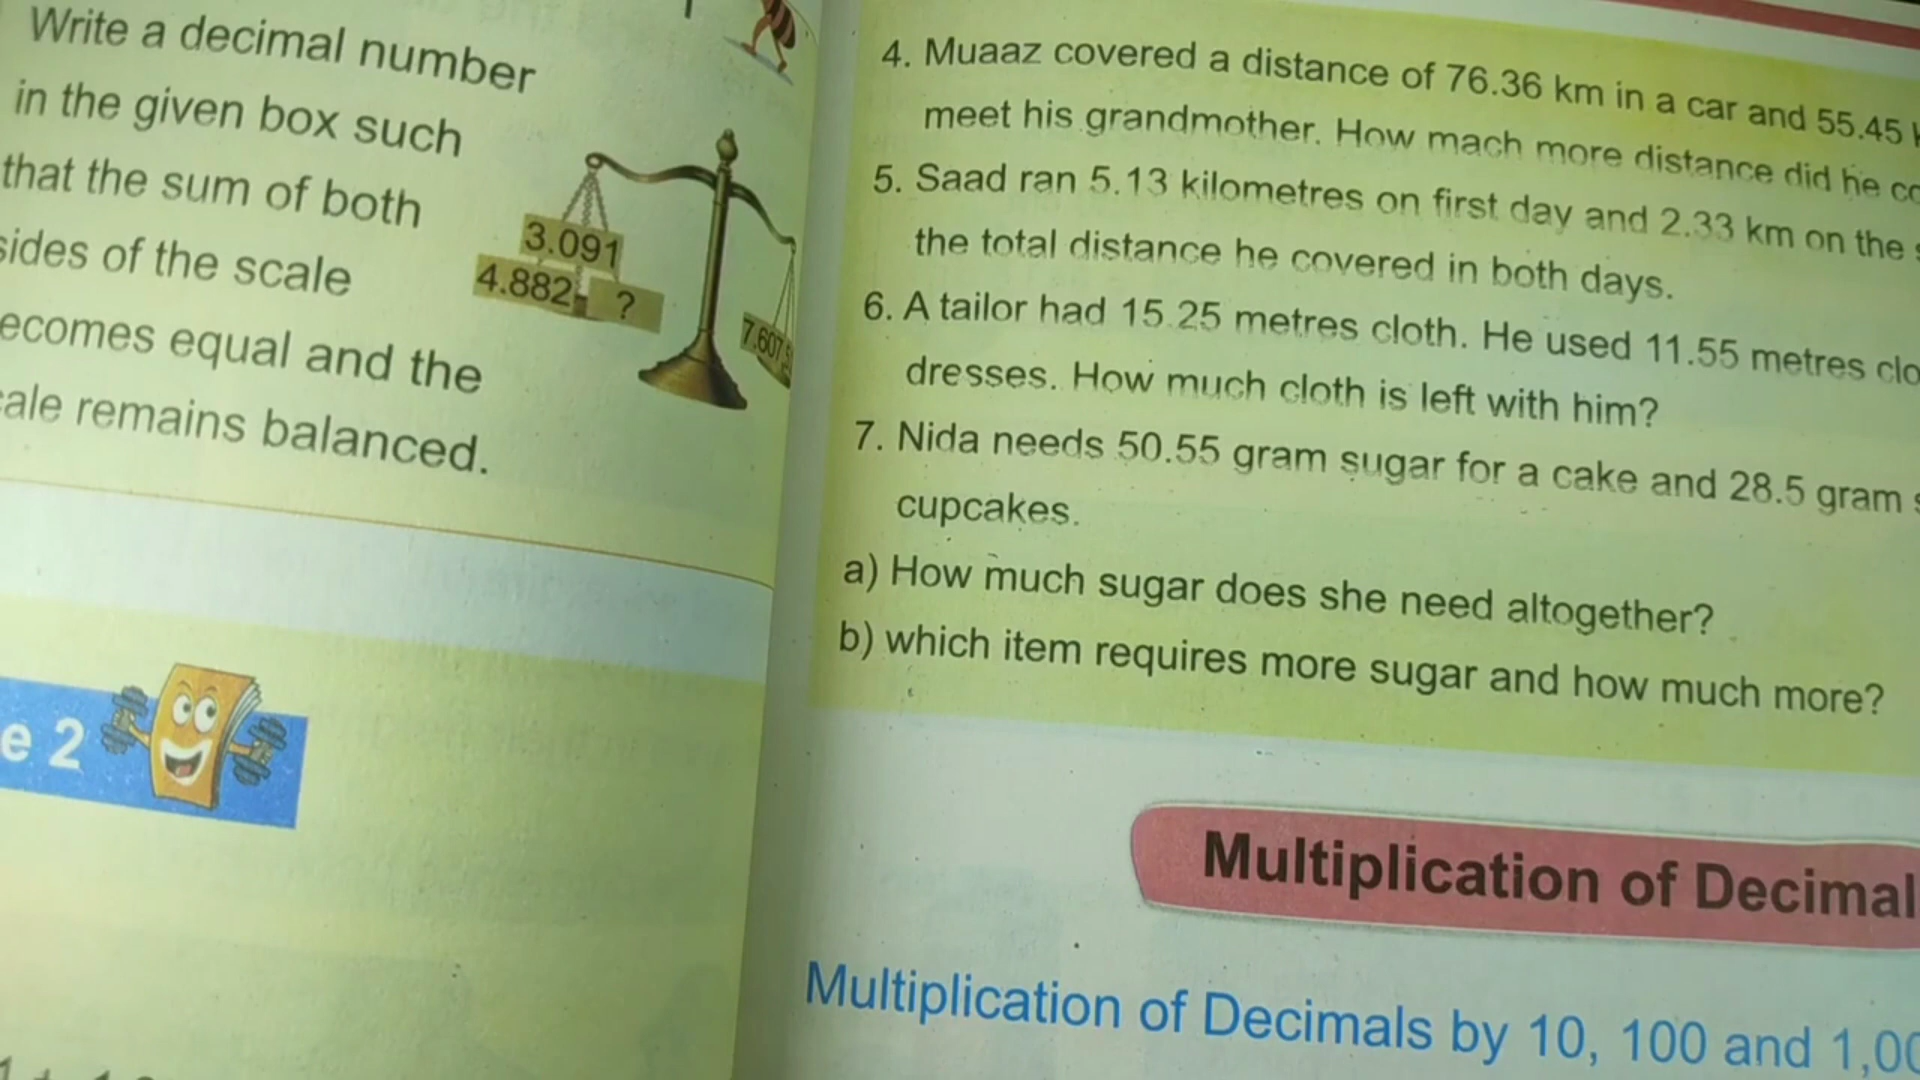 Write a decimal number
in the given box such
that the sum of both
sides of the scale
ecomes equal and the
ale remains balanced.
3.091
4.882 ?
7.607
e 2
4. Muaaz covered a distance of 76.36 km in a car and 55.45
meet his grandmother. How mach more distance did he co
5. Saad ran 5.13 kilometres on first day and 2.33 km on the
the total distance he covered in both days.
6. A tailor had 15.25 metres cloth. He used 11.55 metres clo
dresses. How much cloth is left with him?
7. Nida needs 50.55 gram sugar for a cake and 28.5 gram
cupcakes.
a) How much sugar does she need altogether?
b) which item requires more sugar and how much more?
Multiplication of Decimal
Multiplication of Decimals by 10, 100 and 1,00